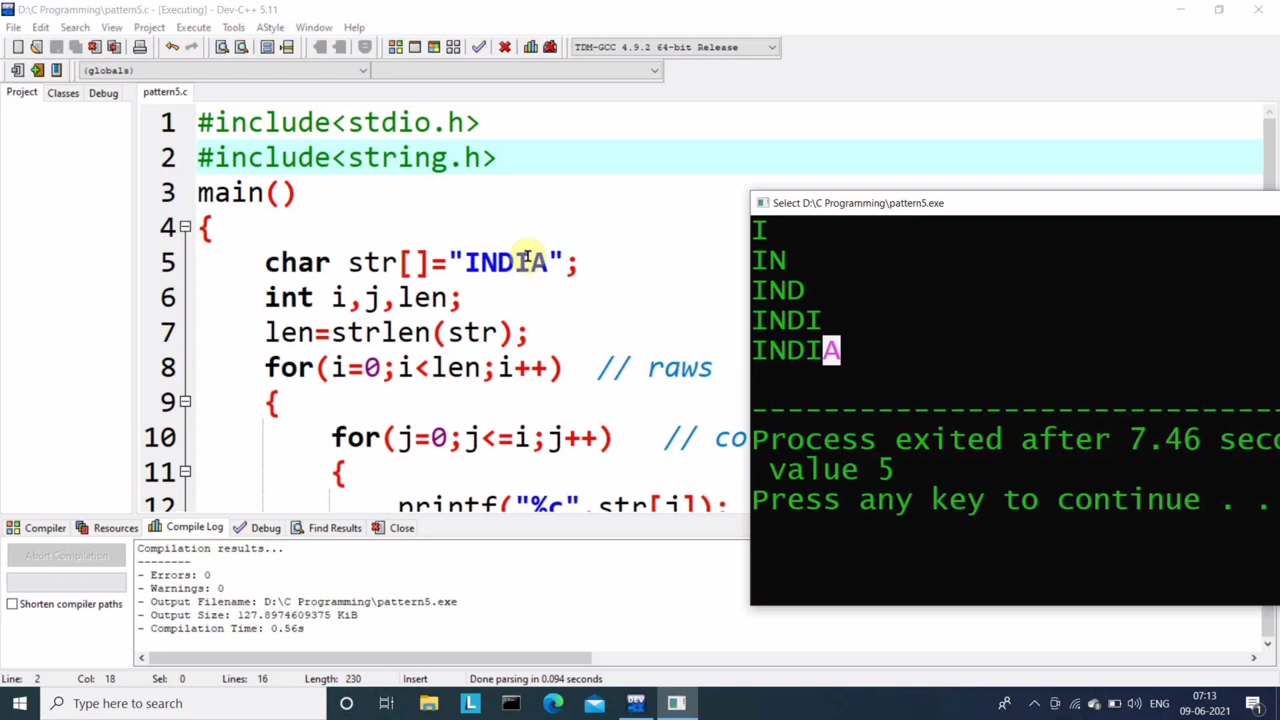 D:\C Programming\pattern5.c - [Executing] - Dev-C++ 5.11
File Edit Search View Project Execute Tools AStyle Window Help
TDM-GCC 4.9.2 64-bit Release
(globals)
Project Classes Debug
pattern5.c
1 #include<stdio.h>
2 #include<string.h>
3 main()
4 {
5 char str[]="INDIA";
6 int i,j,len;
7 len=strlen(str);
8 for(i=0;i<len;i++) // raws
9 {
10 for(j=0;j<=i;j++) // co
11 {
12 printf("%c",str[j]);
Select D:\C Programming\pattern5.exe
I
IN
IND
INDI
INDIA
--------------------------------
Process exited after 7.46 seco
value 5
Press any key to continue . .
Compiler Resources Compile Log Debug Find Results Close
Abort Compilation
Shorten compiler paths
Compilation results...
--------
- Errors: 0
- Warnings: 0
- Output Filename: D:\C Programming\pattern5.exe
- Output Size: 127.8974609375 KiB
- Compilation Time: 0.56s
Line: 2 Col: 18 Sel: 0 Lines: 16 Length: 230 Insert Done parsing in 0.094 seconds
Type here to search
L
DEV
ENG
07:13
09-06-2021
1